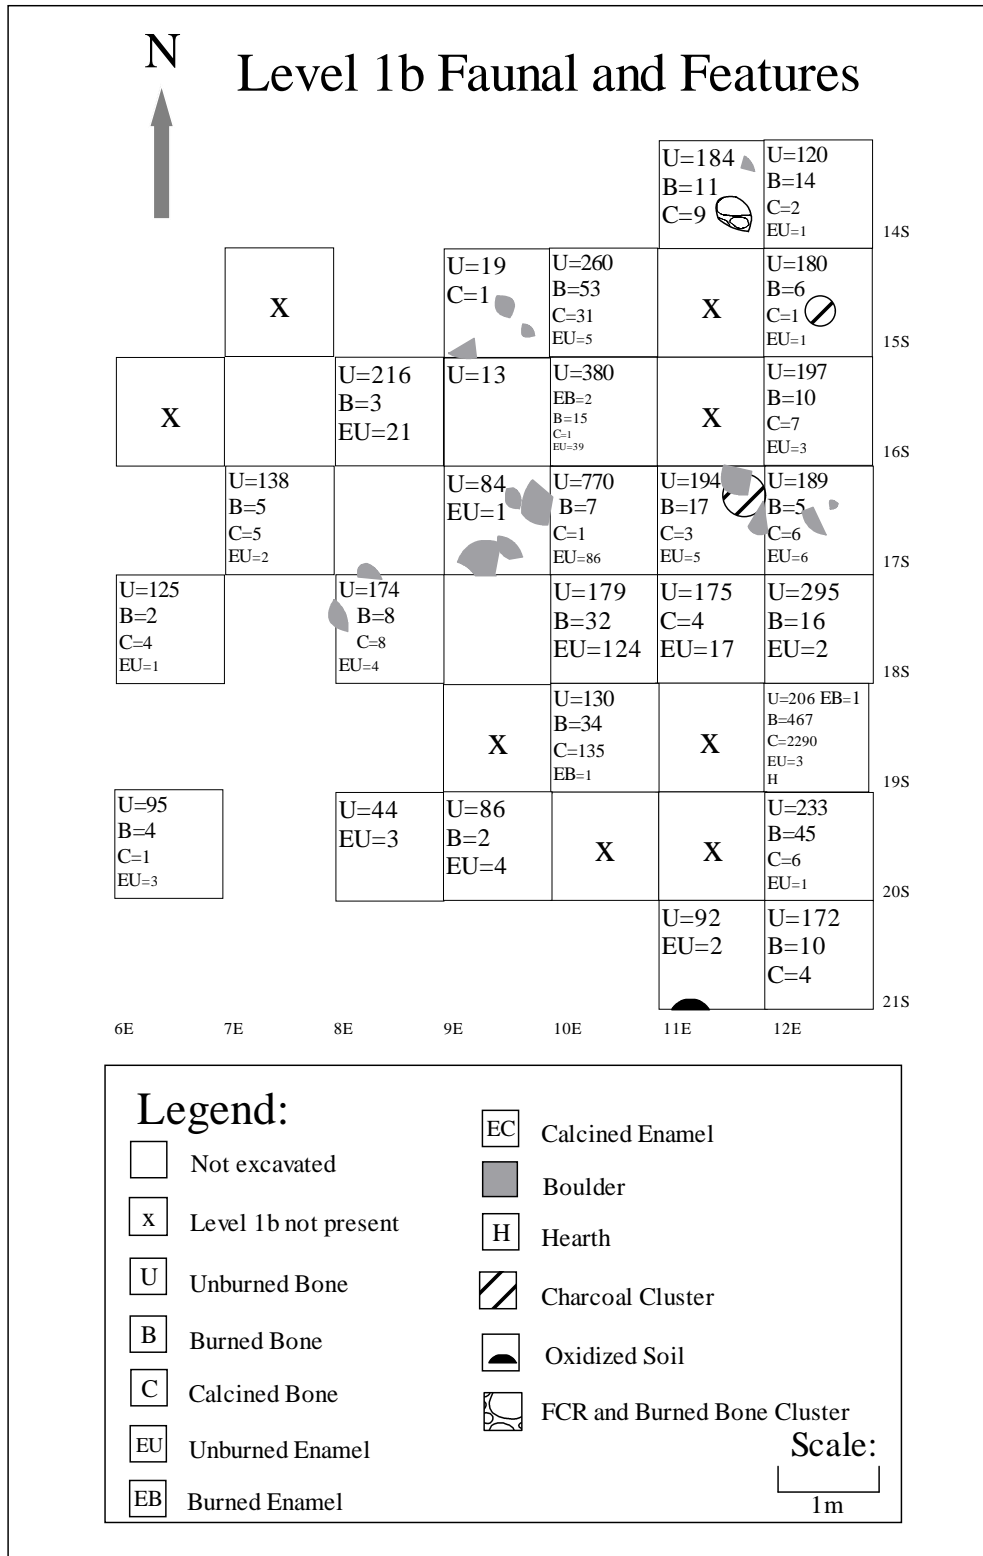 N
Level 1b Faunal and Features
U=184
B=11
C=9
U=120
B=14
C=2
EU=1
14S
x
U=19
C=1
U=260
B=53
C=31
EU=5
x
U=180
B=6
C=1
EU=1
15S
x
U=216
B=3
EU=21
U=13
U=380
EB=2
B=15
C=1
EU=39
x
U=197
B=10
C=7
EU=3
16S
U=138
B=5
C=5
EU=2
U=84
EU=1
U=770
B=7
C=1
EU=86
U=194
B=17
C=3
EU=5
U=189
B=5
C=6
EU=6
17S
U=125
B=2
C=4
EU=1
U=174
B=8
C=8
EU=4
U=179
B=32
EU=124
U=175
C=4
EU=17
U=295
B=16
EU=2
18S
x
U=130
B=34
C=135
EB=1
x
U=206 EB=1
B=467
C=2290
EU=3
H
19S
U=95
B=4
C=1
EU=3
U=44
EU=3
U=86
B=2
EU=4
x
x
U=233
B=45
C=6
EU=1
20S
U=92
EU=2
U=172
B=10
C=4
21S
6E 7E 8E 9E 10E 11E 12E
Legend:
Not excavated
x Level 1b not present
U Unburned Bone
B Burned Bone
C Calcined Bone
EU Unburned Enamel
EB Burned Enamel
EC Calcined Enamel
Boulder
H Hearth
Charcoal Cluster
Oxidized Soil
FCR and Burned Bone Cluster
Scale:
1m